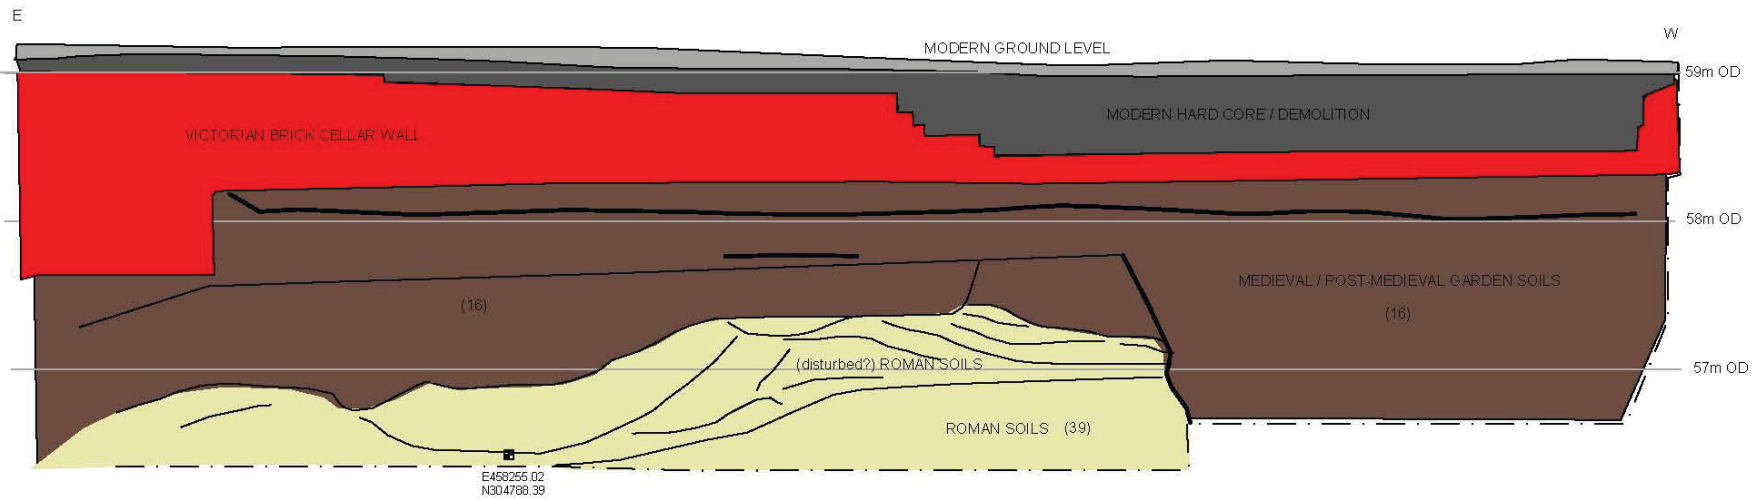 E
W
MODERN GROUND LEVEL
59m OD
MODERN HARD CORE / DEMOLITION
VICTORIAN BRICK CELLAR WALL
58m OD
MEDIEVAL / POST-MEDIEVAL GARDEN SOILS
(16)
(16)
(disturbed?) ROMAN SOILS
57m OD
ROMAN SOILS (39)
E458255.02
N304788.39